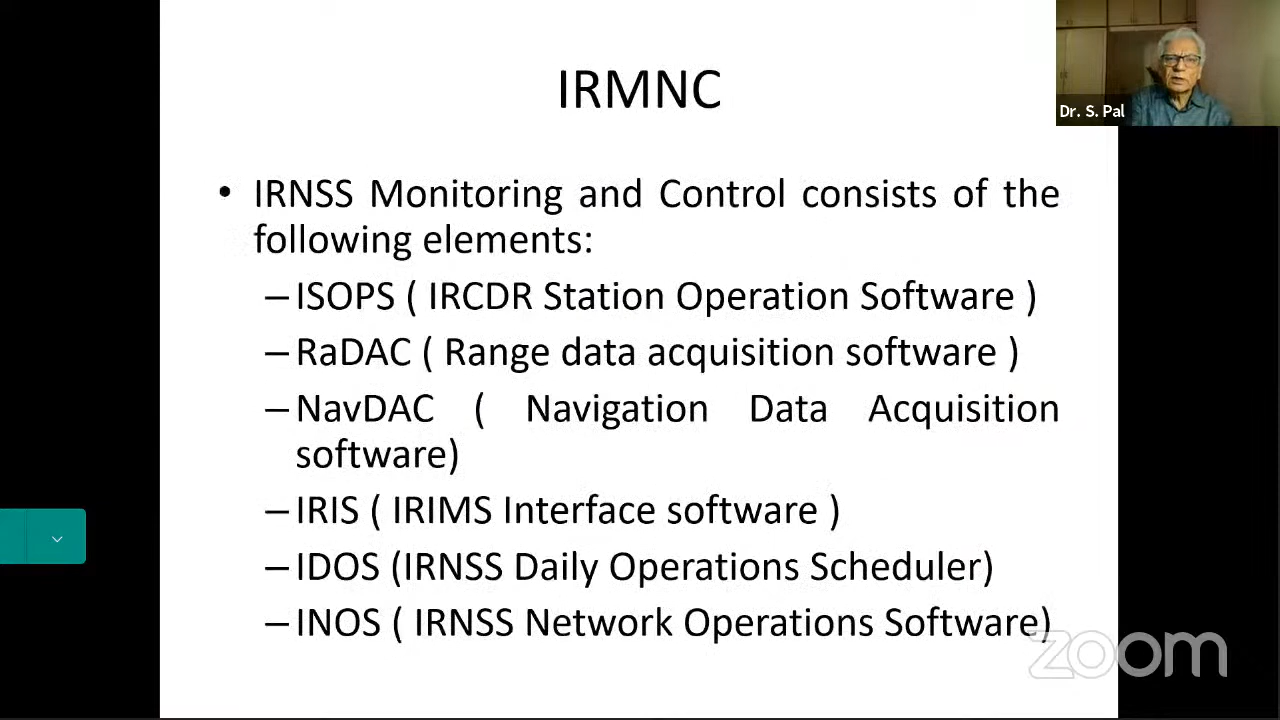 IRMNC
Dr. S. Pal
• IRNSS Monitoring and Control consists of the
following elements:
– ISOPS ( IRCDR Station Operation Software )
– RaDAC ( Range data acquisition software )
– NavDAC ( Navigation Data Acquisition
software)
– IRIS ( IRIMS Interface software )
– IDOS (IRNSS Daily Operations Scheduler)
– INOS ( IRNSS Network Operations Software)
zoom